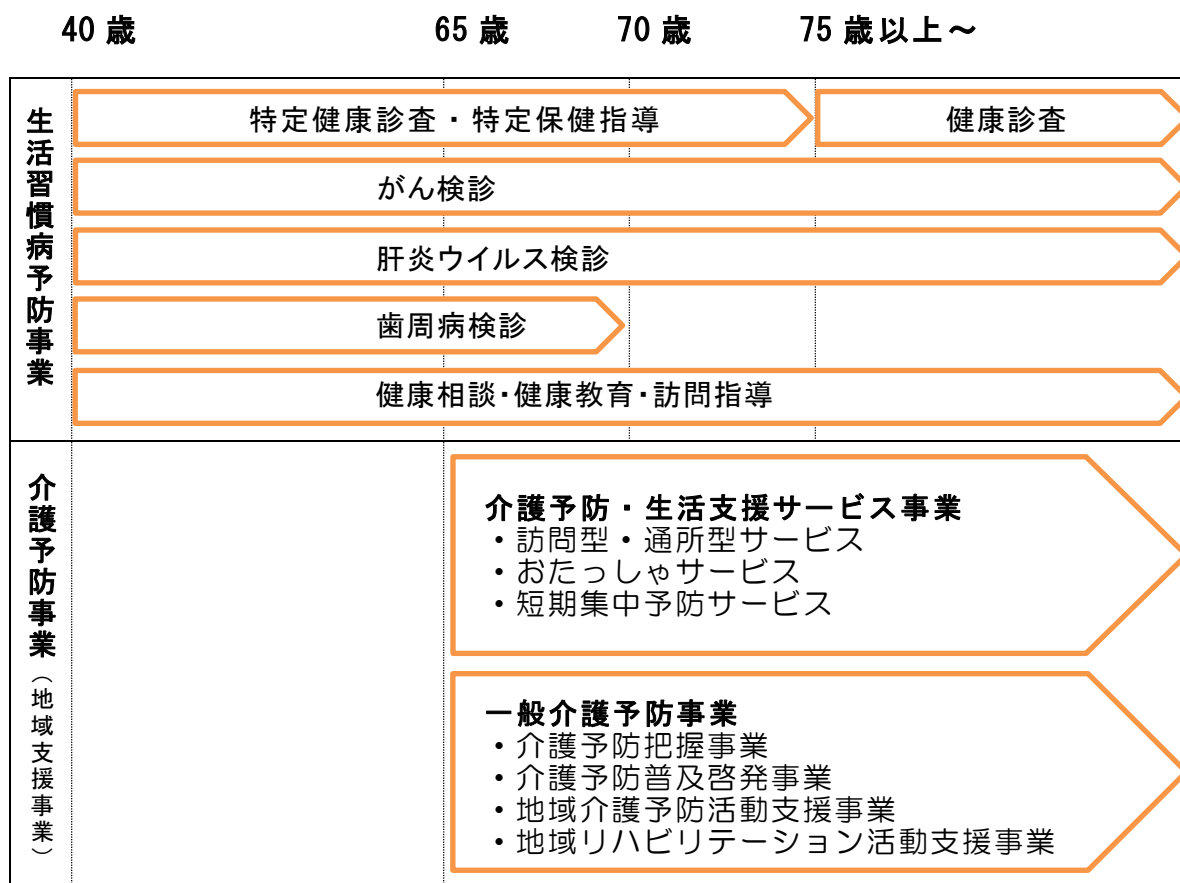 40歳 65歳 70歳 75歳以上～
生活習慣病予防事業
特定健康診査・特定保健指導
健康診査
がん検診
肝炎ウイルス検診
歯周病検診
健康相談・健康教育・訪問指導
介護予防事業（地域支援事業）
介護予防・生活支援サービス事業
・訪問型・通所型サービス
・おたっしゃサービス
・短期集中予防サービス
一般介護予防事業
・介護予防把握事業
・介護予防普及啓発事業
・地域介護予防活動支援事業
・地域リハビリテーション活動支援事業